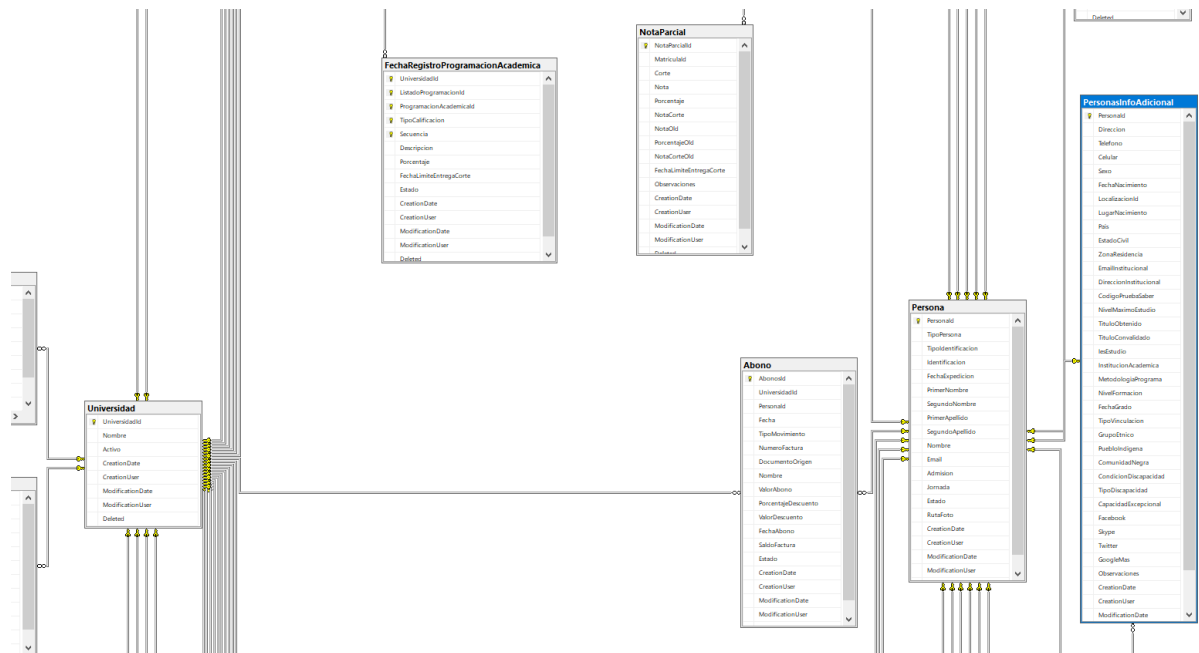 Deleted
FechaRegistroProgramacionAcademica
UniversidadId
ListadoProgramacionId
ProgramacionAcademicaId
TipoCalificacion
Secuencia
Descripcion
Porcentaje
FechaLimiteEntregaCorte
Estado
CreationDate
CreationUser
ModificationDate
ModificationUser
Deleted
NotaParcial
NotaParcialId
MatriculaId
Corte
Nota
Porcentaje
NotaCorte
NotaOld
PorcentajeOld
NotaCorteOld
FechaLimiteEntregaCorte
Observaciones
CreationDate
CreationUser
ModificationDate
ModificationUser
Deleted
PersonasInfoAdicional
PersonaId
Direccion
Telefono
Celular
Sexo
FechaNacimiento
LocalizacionId
LugarNacimiento
Pais
EstadoCivil
ZonaResidencia
EmailInstitucional
DireccionInstitucional
CodigoPruebaSaber
NivelMaximoEstudio
TituloObtenido
TituloConvalidado
IesEstudio
InstitucionAcademica
MetodologiaPrograma
NivelFormacion
FechaGrado
TipoVinculacion
GrupoEtnico
PuebloIndigena
ComunidadNegra
CondicionDiscapacidad
TipoDiscapacidad
CapacidadExcepcional
Facebook
Skype
Twitter
GoogleMas
Observaciones
CreationDate
CreationUser
ModificationDate
Universidad
UniversidadId
Nombre
Activo
CreationDate
CreationUser
ModificationDate
ModificationUser
Deleted
Abono
AbonosId
UniversidadId
PersonaId
Fecha
TipoMovimiento
NumeroFactura
DocumentoOrigen
Nombre
ValorAbono
PorcentajeDescuento
ValorDescuento
FechaAbono
SaldoFactura
Estado
CreationDate
CreationUser
ModificationDate
ModificationUser
Persona
PersonaId
TipoPersona
TipoIdentificacion
Identificacion
FechaExpedicion
PrimerNombre
SegundoNombre
PrimerApellido
SegundoApellido
Nombre
Email
Admision
Jornada
Estado
RutaFoto
CreationDate
CreationUser
ModificationDate
ModificationUser